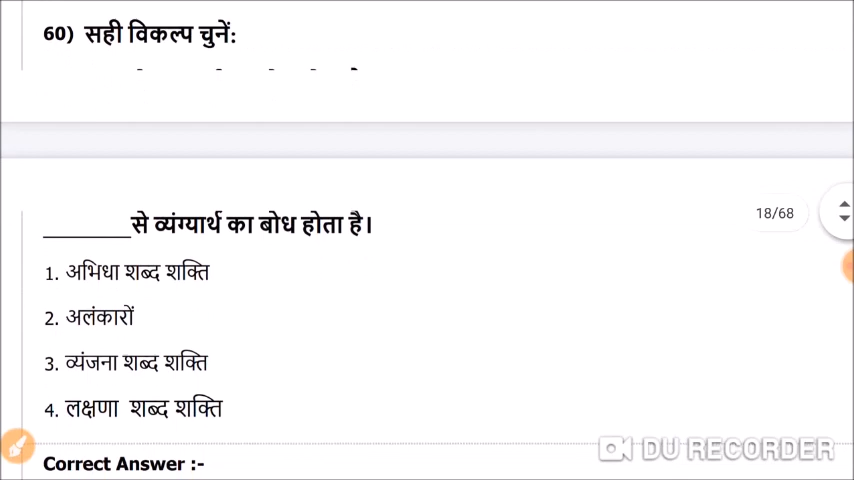 60) सही विकल्प चुनें:
_______से व्यंग्यार्थ का बोध होता है।
18/68
1. अभिधा शब्द शक्ति
2. अलंकारों
3. व्यंजना शब्द शक्ति
4. लक्षणा शब्द शक्ति
DU RECORDER
Correct Answer :-